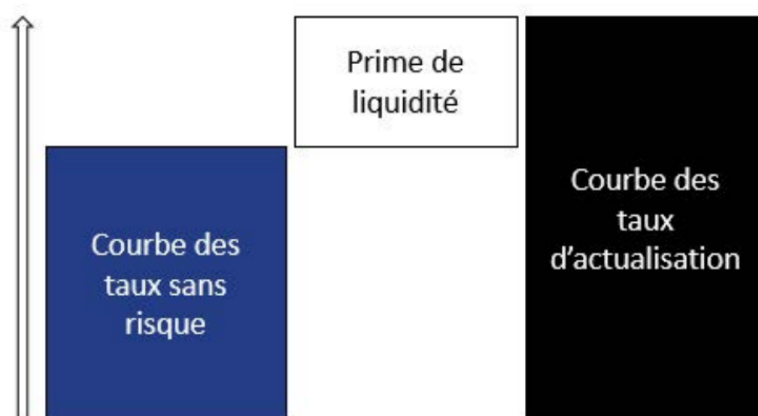 Prime de
liquidité
Courbe des
taux sans
risque
Courbe des
taux
d'actualisation